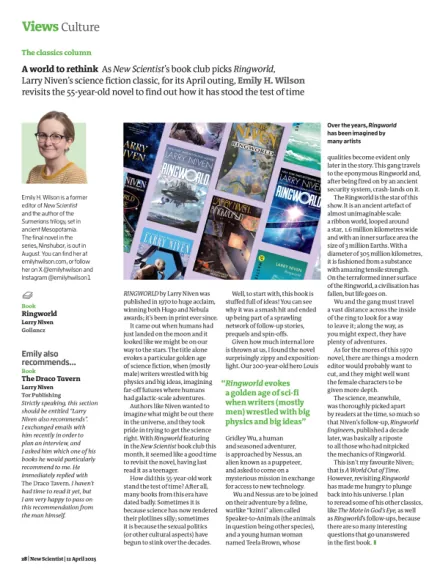 Views Culture
The classics column
A world to rethink As New Scientist's book club picks Ringworld,
Larry Niven's science fiction classic, for its April outing, Emily H. Wilson
revisits the 55-year-old novel to find out how it has stood the test of time
Emily H. Wilson is a former
editor of New Scientist
and the author of the
Sumerians trilogy, set in
ancient Mesopotamia.
The final novel in the
series, Ninshubar, is out in
August. You can find her at
emilyhwilson.com, or follow
her on X @emilyhwilson and
Instagram @emilyhwilson1
Book
Ringworld
Larry Niven
Gollancz
Emily also
recommends...
Book
The Draco Tavern
Larry Niven
Tor Publishing
Strictly speaking, this section
should be entitled "Larry
Niven also recommends".
I exchanged emails with
him recently in order to
plan an interview, and
I asked him which one of his
books he would particularly
recommend to me. He
immediately replied with
The Draco Tavern. I haven't
had time to read it yet, but
I am very happy to pass on
this recommendation from
the man himself.
LARRY NIVEN
RINGWORLD
RINGWORLD by Larry Niven was
published in 1970 to huge acclaim,
winning both Hugo and Nebula
awards; it's been in print ever since.
It came out when humans had
just landed on the moon and it
looked like we might be on our
way to the stars. The title alone
evokes a particular golden age
of science fiction, when (mostly
male) writers wrestled with big
physics and big ideas, imagining
far-off futures where humans
had galactic-scale adventures.
Authors like Niven wanted to
imagine what might be out there
in the universe, and they took
pride in trying to get the science
right. With Ringworld featuring
in the New Scientist book club this
month, it seemed like a good time
to revisit the novel, having last
read it as a teenager.
How did this 55-year-old work
stand the test of time? After all,
many books from this era have
dated badly. Sometimes it is
because science has now rendered
their plotlines silly; sometimes
it is because the sexual politics
(or other cultural aspects) have
begun to stink over the decades.
Well, to start with, this book is
stuffed full of ideas! You can see
why it was a smash hit and ended
up being part of a sprawling
network of follow-up stories,
prequels and spin-offs.
Given how much internal lore
is thrown at us, I found the novel
surprisingly zippy and exposition-
light. Our 200-year-old hero Louis
"Ringworld evokes
a golden age of sci-fi
when writers (mostly
men) wrestled with big
physics and big ideas"
Gridley Wu, a human
and seasoned adventurer,
is approached by Nessus, an
alien known as a puppeteer,
and asked to come on a
mysterious mission in exchange
for access to new technology.
Wu and Nessus are to be joined
on their adventure by a feline,
warlike "kzinti" alien called
Speaker-to-Animals (the animals
in question being other species),
and a young human woman
named Teela Brown, whose
Over the years, Ringworld
has been imagined by
many artists
qualities become evident only
later in the story. This gang travels
to the eponymous Ringworld and,
after being fired on by an ancient
security system, crash-lands on it.
The Ringworld is the star of this
show. It is an ancient artefact of
almost unimaginable scale:
a ribbon world, looped around
a star, 1.6 million kilometres wide
and with an inner surface area the
size of 3 million Earths. With a
diameter of 305 million kilometres,
it is fashioned from a substance
with amazing tensile strength.
On the terraformed inner surface
of the Ringworld, a civilisation has
fallen, but life goes on.
Wu and the gang must travel
a vast distance across the inside
of the ring to look for a way
to leave it; along the way, as
you might expect, they have
plenty of adventures.
As for the mores of this 1970
novel, there are things a modern
editor would probably want to
cut, and they might well want
the female characters to be
given more depth.
The science, meanwhile,
was thoroughly picked apart
by readers at the time, so much so
that Niven's follow-up, Ringworld
Engineers, published a decade
later, was basically a riposte
to all those who had nitpicked
the mechanics of Ringworld.
This isn't my favourite Niven;
that is A World Out of Time.
However, revisiting Ringworld
has made me hungry to plunge
back into his universe. I plan
to reread some of his other classics,
like The Mote in God's Eye, as well
as Ringworld's follow-ups, because
there are so many interesting
questions that go unanswered
in the first book.
28 | New Scientist | 12 April 2025